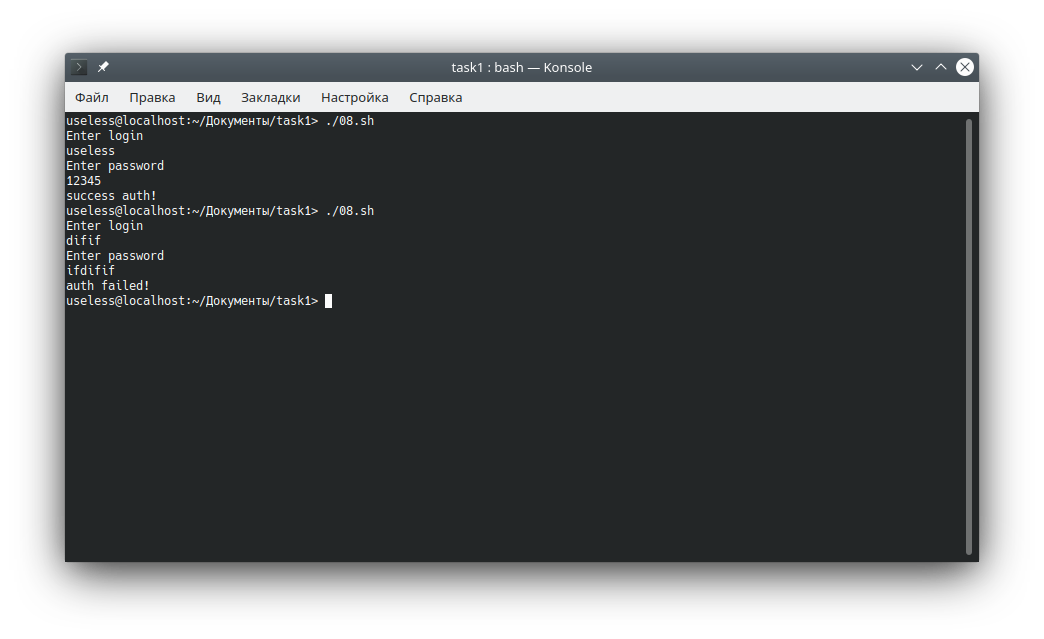 task1 : bash — Konsole
Файл Правка Вид Закладки Настройка Справка
useless@localhost:~/Документы/task1> ./08.sh
Enter login
useless
Enter password
12345
success auth!
useless@localhost:~/Документы/task1> ./08.sh
Enter login
difif
Enter password
ifdifif
auth failed!
useless@localhost:~/Документы/task1>